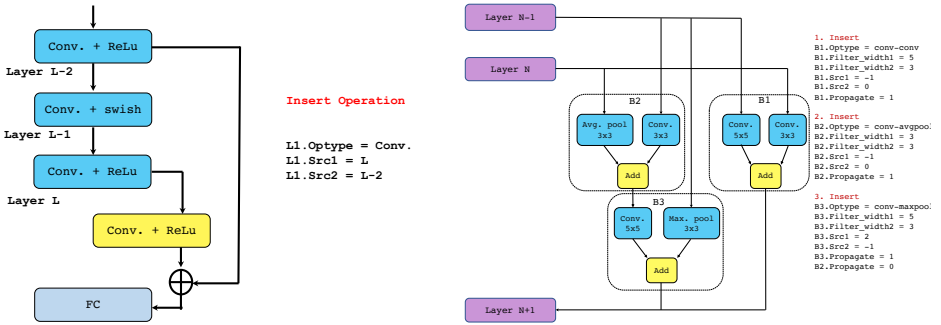 Conv. + ReLu
Layer L-2
Conv. + swish
Layer L-1
Conv. + ReLu
Layer L
Conv. + ReLu
FC
Insert Operation
L1.Optype = Conv.
L1.Src1 = L
L1.Src2 = L-2
Layer N-1
Layer N
B2
B1
Avg. pool
3x3
Conv.
3x3
Conv.
5x5
Conv.
3x3
Add
Add
B3
Conv.
5x5
Max. pool
3x3
Add
Layer N+1
1. Insert
B1.Optype = conv-conv
B1.Filter_width1 = 5
B1.Filter_width2 = 3
B1.Src1 = -1
B1.Src2 = 0
B1.Propagate = 1
2. Insert
B2.Optype = conv-avgpool
B2.Filter_width1 = 3
B2.Filter_width2 = 3
B2.Src1 = -1
B2.Src2 = 0
B2.Propagate = 1
3. Insert
B3.Optype = conv-maxpool
B3.Filter_width1 = 5
B3.Filter_width2 = 3
B3.Src1 = 2
B3.Src2 = -1
B3.Propagate = 1
B2.Propagate = 0